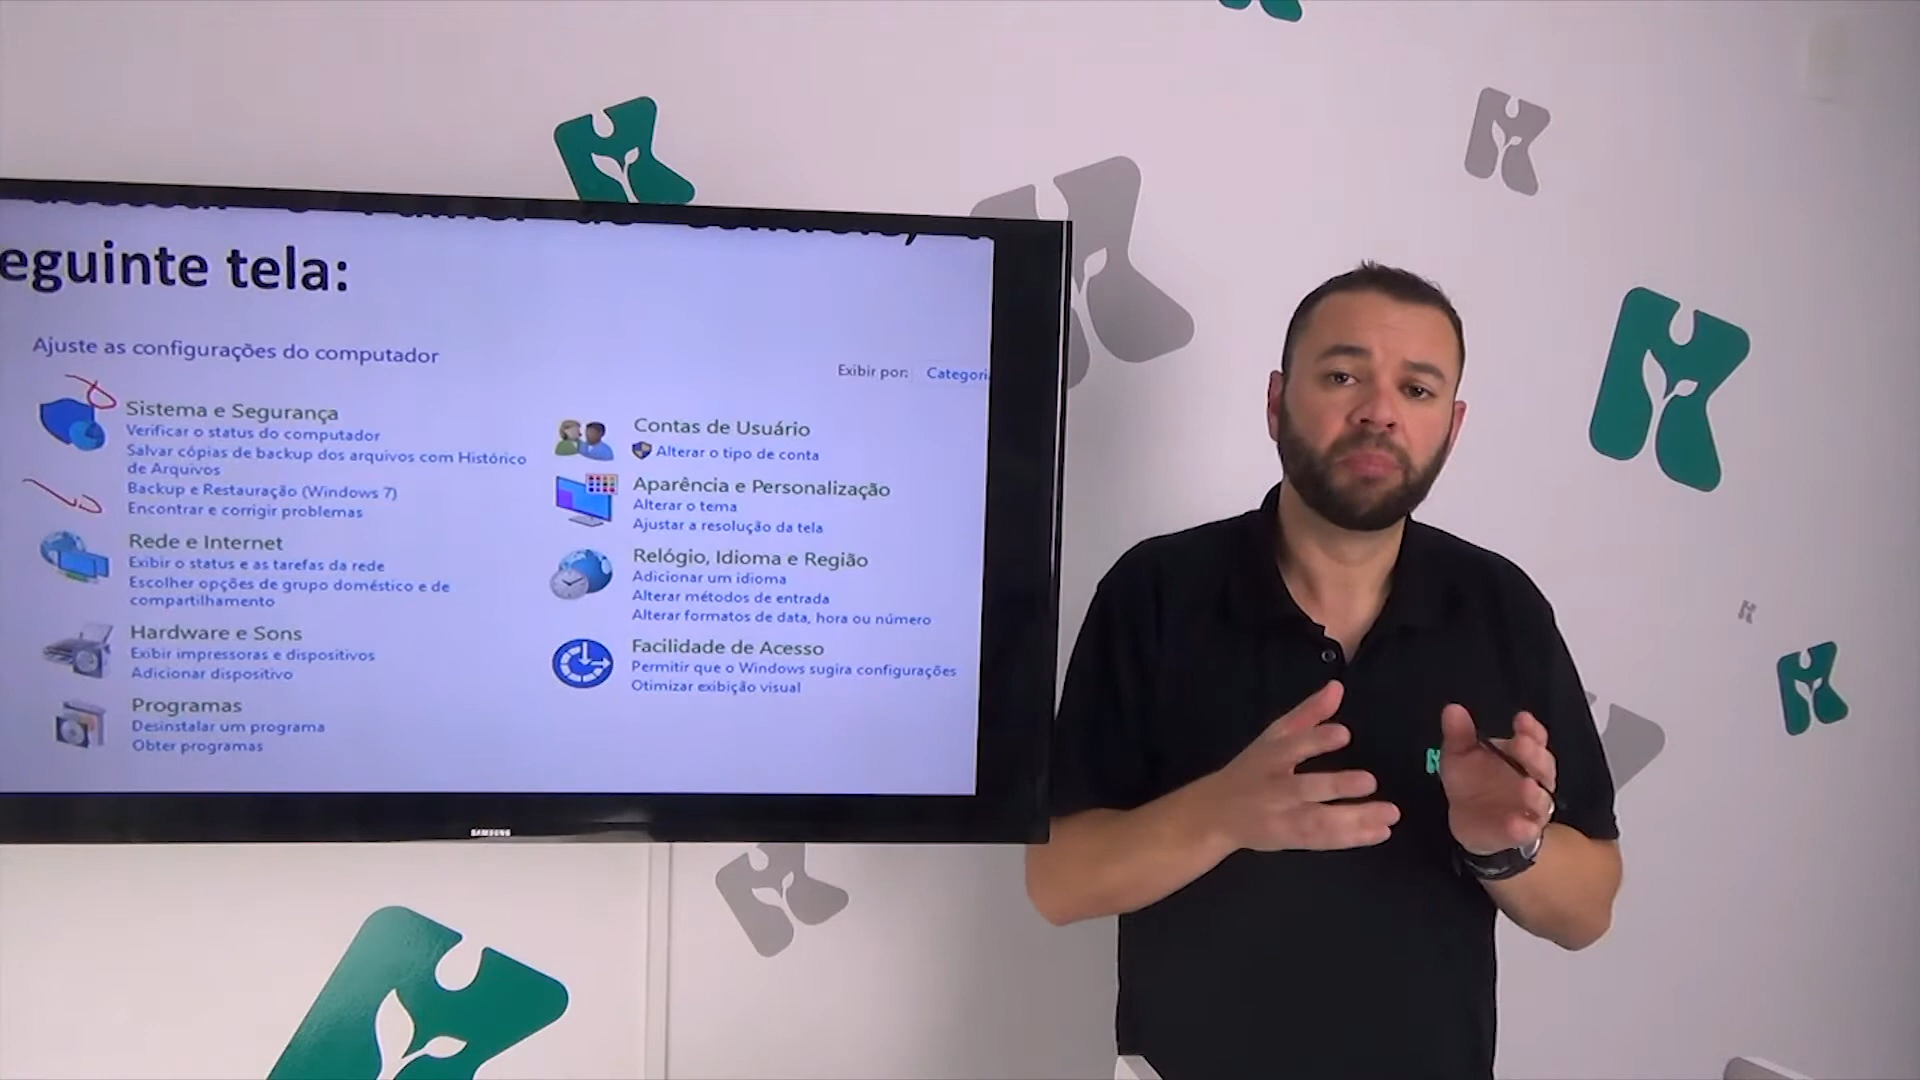 eguinte tela:
Ajuste as configurações do computador
Exibir por: Categori
Sistema e Segurança
Verificar o status do computador
Salvar cópias de backup dos arquivos com Histórico
de Arquivos
Backup e Restauração (Windows 7)
Encontrar e corrigir problemas
Rede e Internet
Exibir o status e as tarefas da rede
Escolher opções de grupo doméstico e de
compartilhamento
Hardware e Sons
Exibir impressoras e dispositivos
Adicionar dispositivo
Programas
Desinstalar um programa
Obter programas
Contas de Usuário
Alterar o tipo de conta
Aparência e Personalização
Alterar o tema
Ajustar a resolução da tela
Relógio, Idioma e Região
Adicionar um idioma
Alterar métodos de entrada
Alterar formatos de data, hora ou número
Facilidade de Acesso
Permitir que o Windows sugira configurações
Otimizar exibição visual
SAMSUNG